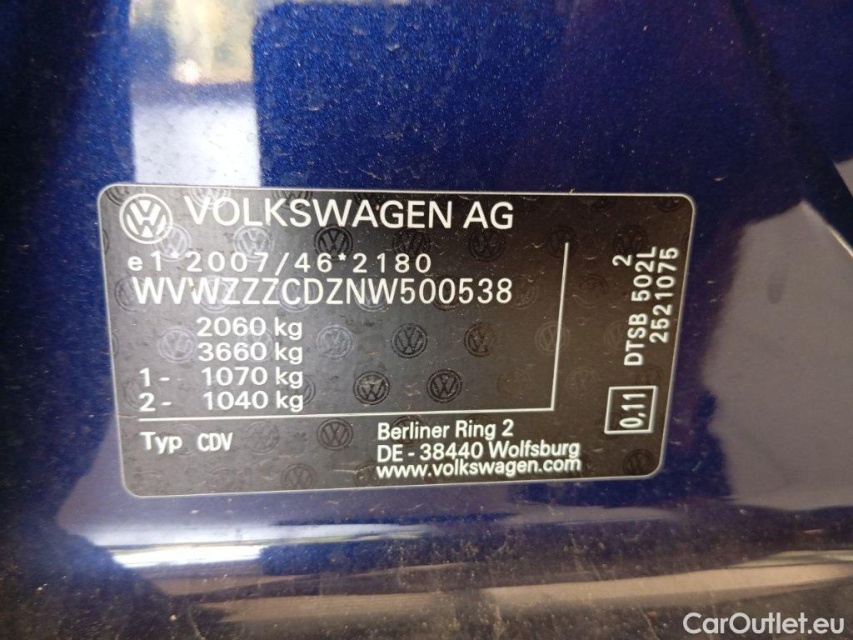 VOLKSWAGEN AG
e1*2007/46*2180
WVWZZZCDZNW500538
2060 kg
3660 kg
1 - 1070 kg
2 - 1040 kg
Typ CDV
Berliner Ring 2
DE - 38440 Wolfsburg
www.volkswagen.com
2
DTSB 502L
2521075
0,11
CarOutlet.eu